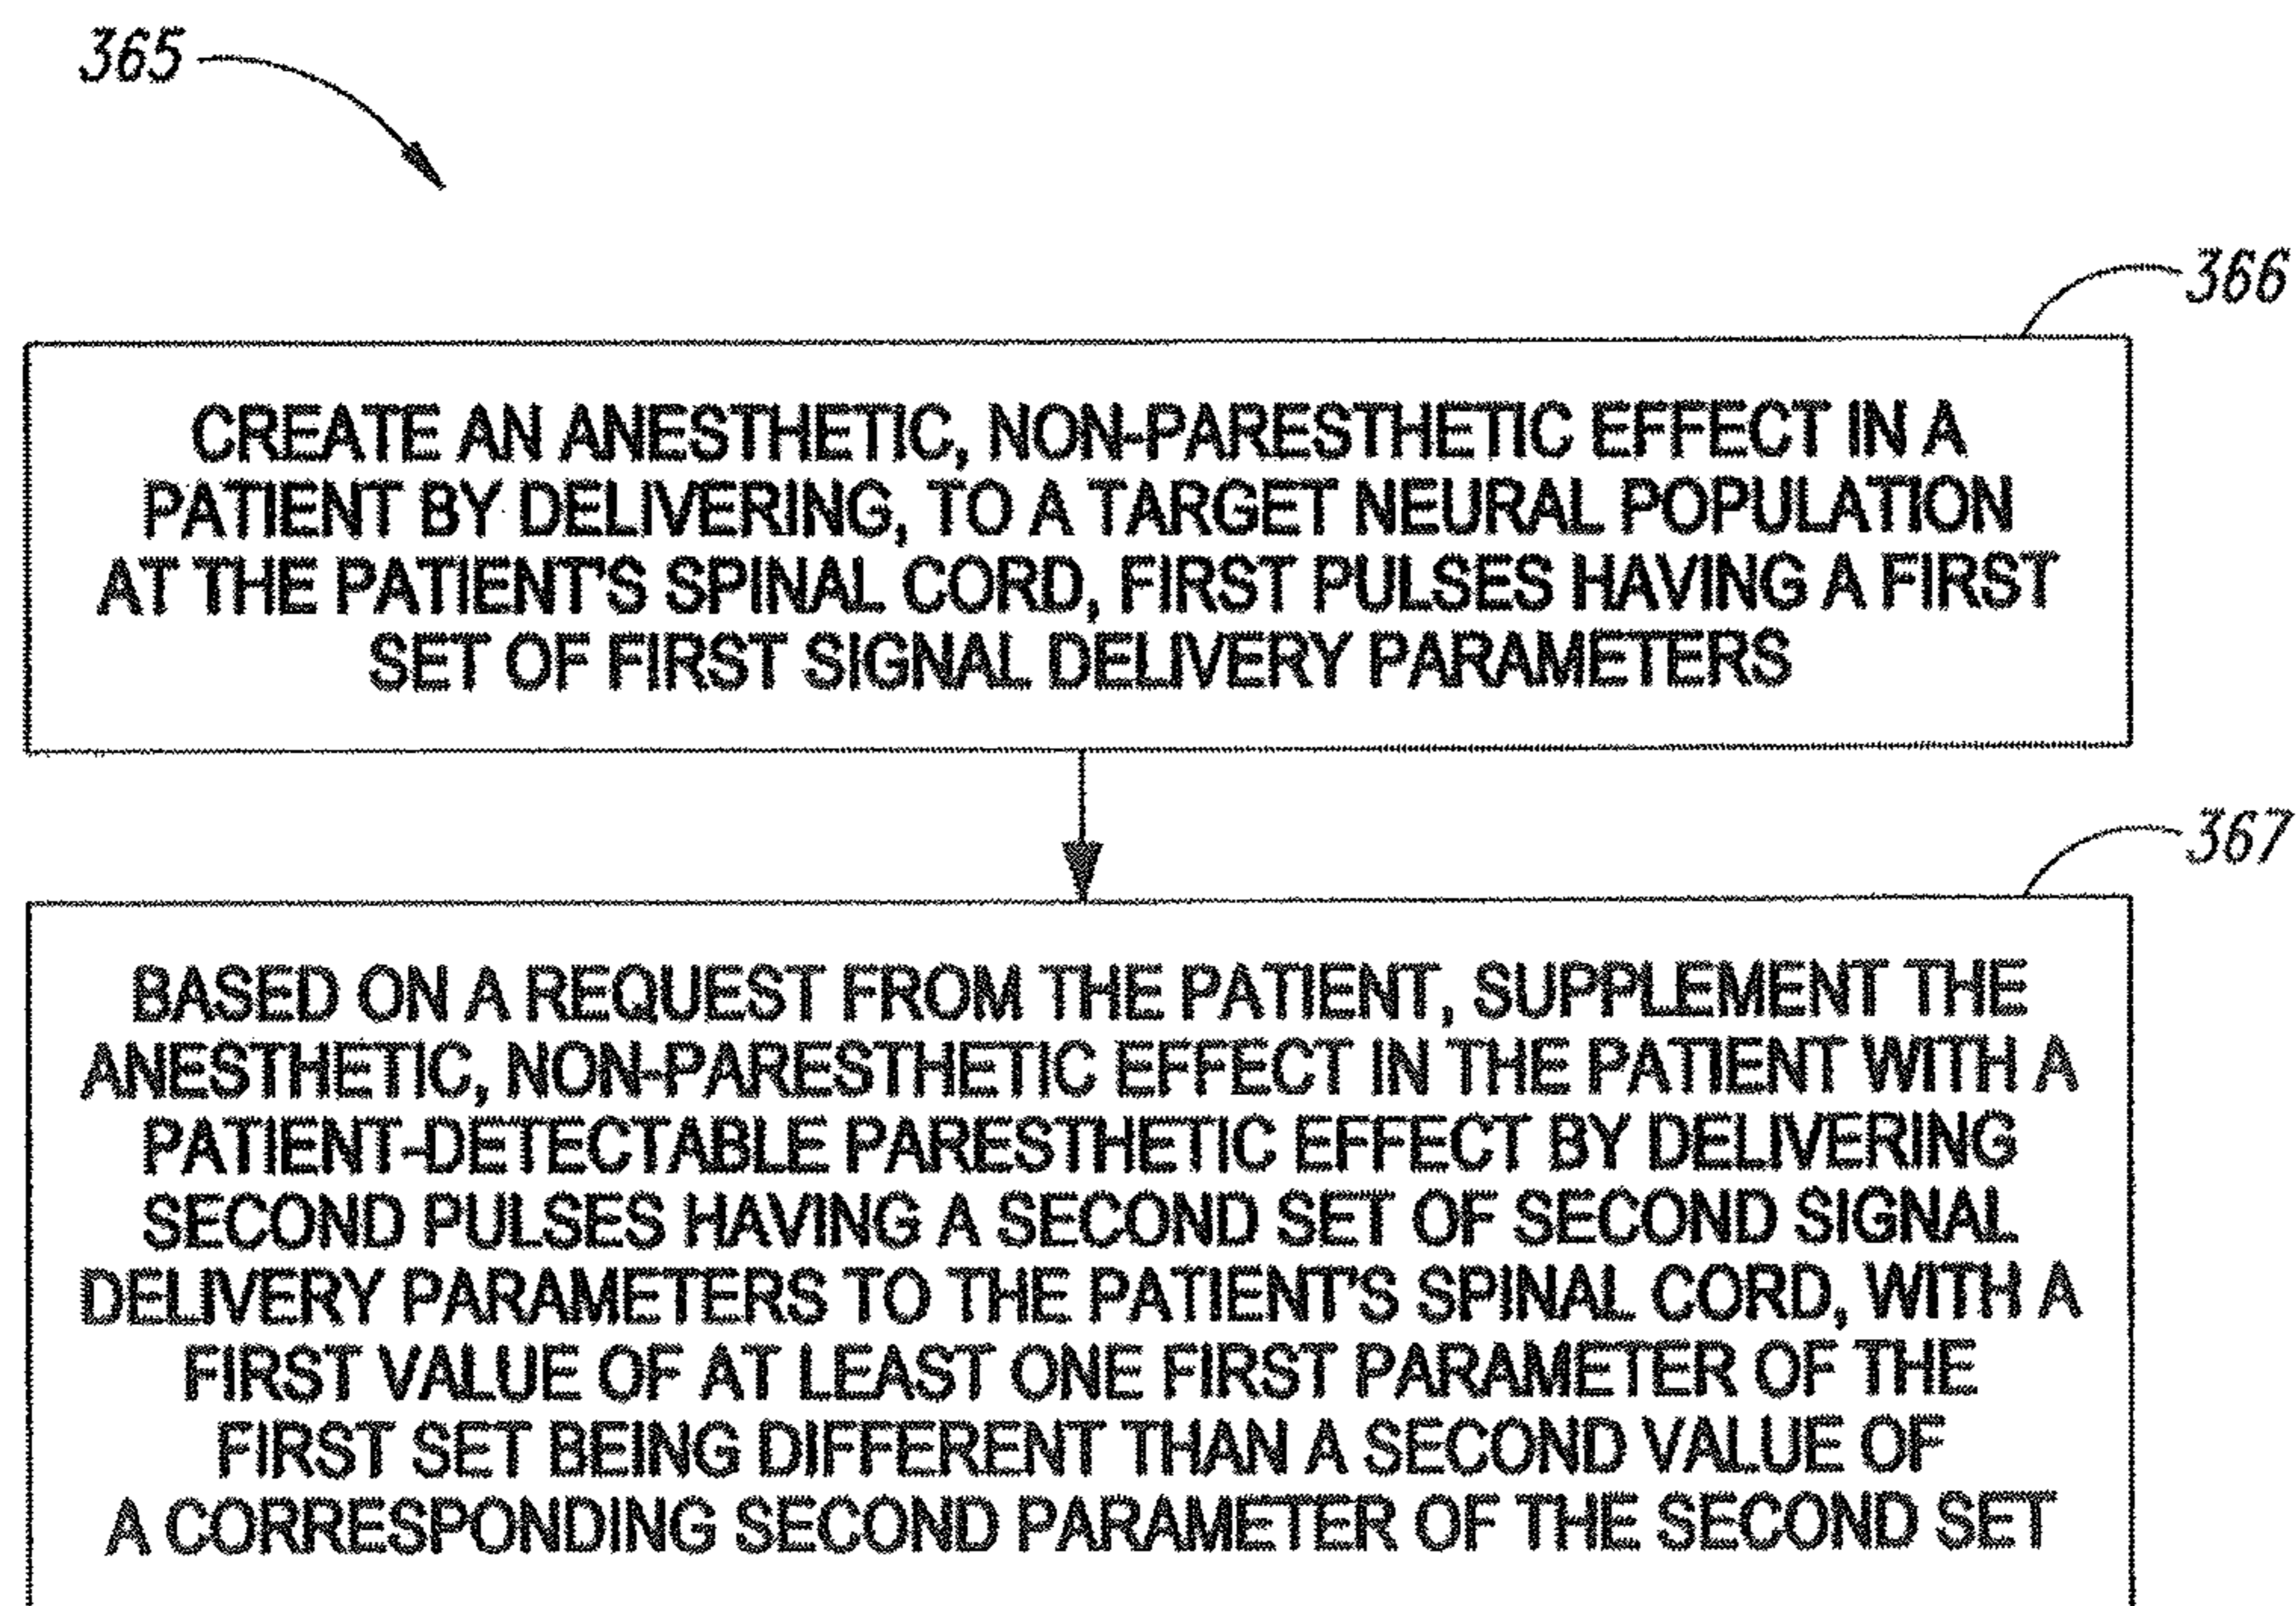 365
366
CREATE AN ANESTHETIC, NON-PARESTHETIC EFFECT IN A
PATIENT BY DELIVERING, TO A TARGET NEURAL POPULATION
AT THE PATIENT'S SPINAL CORD, FIRST PULSES HAVING A FIRST
SET OF FIRST SIGNAL DELIVERY PARAMETERS
367
BASED ON A REQUEST FROM THE PATIENT, SUPPLEMENT THE
ANESTHETIC, NON-PARESTHETIC EFFECT IN THE PATIENT WITH A
PATIENT-DETECTABLE PARESTHETIC EFFECT BY DELIVERING
SECOND PULSES HAVING A SECOND SET OF SECOND SIGNAL
DELIVERY PARAMETERS TO THE PATIENT'S SPINAL CORD, WITH A
FIRST VALUE OF AT LEAST ONE FIRST PARAMETER OF THE
FIRST SET BEING DIFFERENT THAN A SECOND VALUE OF
A CORRESPONDING SECOND PARAMETER OF THE SECOND SET